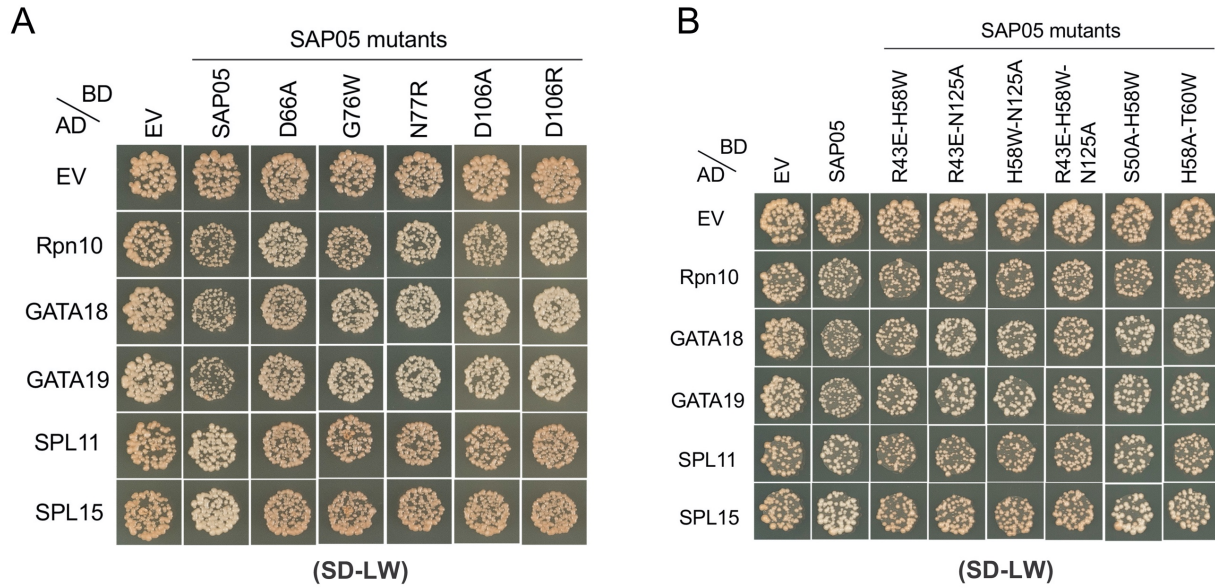 A
SAP05 mutants
BD
AD
EV
SAP05
D66A
G76W
N77R
D106A
D106R
EV
Rpn10
GATA18
GATA19
SPL11
SPL15
(SD-LW)
B
SAP05 mutants
BD
AD
EV
SAP05
R43E-H58W
R43E-N125A
H58W-N125A
R43E-H58W-
N125A
S50A-H58W
H58A-T60W
EV
Rpn10
GATA18
GATA19
SPL11
SPL15
(SD-LW)